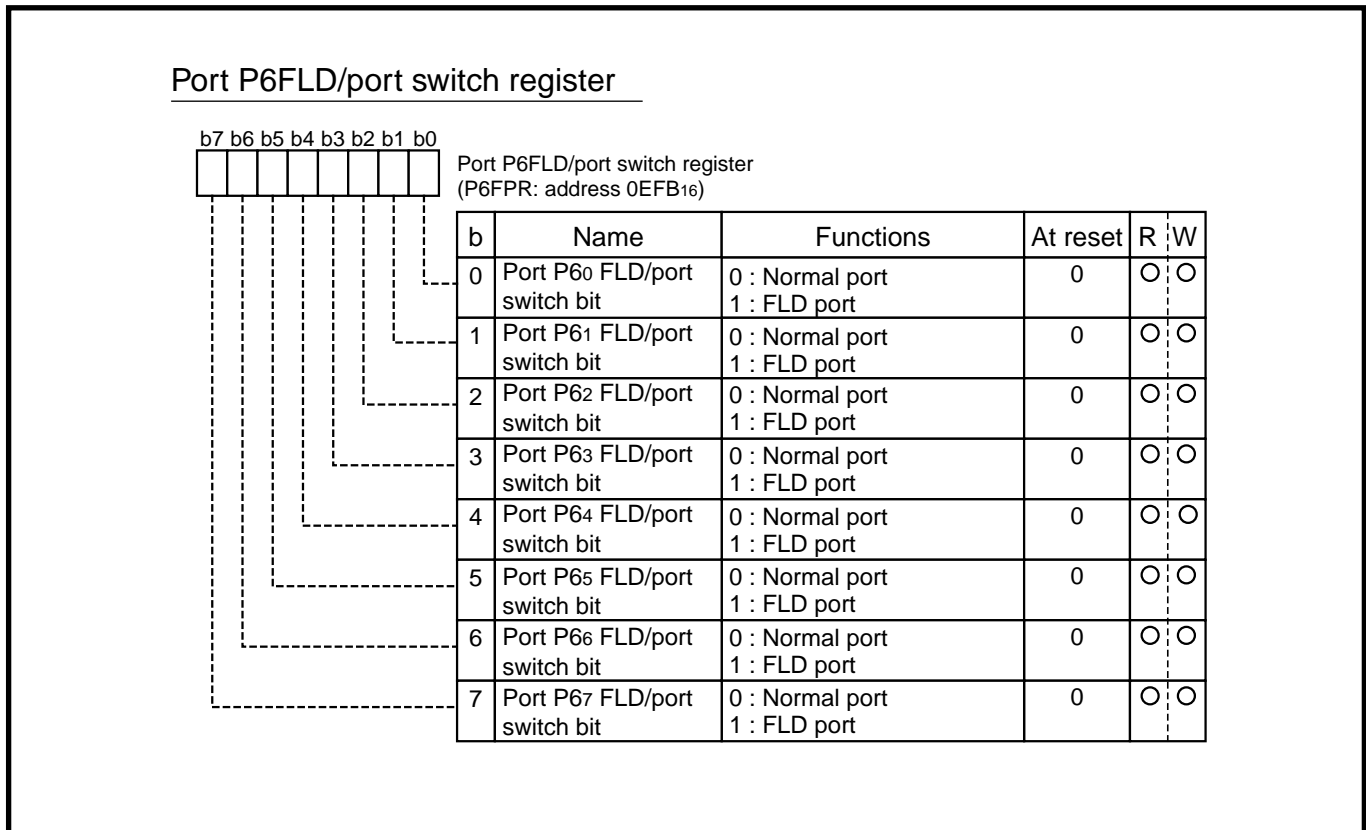 Port P6FLD/port switch register
b7 b6 b5 b4 b3 b2 b1 b0
Port P6FLD/port switch register
(P6FPR: address 0EFB16)
b Name Functions At reset R W
0 Port P60 FLD/port switch bit 0 : Normal port 0 O O
1 : FLD port
1 Port P61 FLD/port switch bit 0 : Normal port 0 O O
1 : FLD port
2 Port P62 FLD/port switch bit 0 : Normal port 0 O O
1 : FLD port
3 Port P63 FLD/port switch bit 0 : Normal port 0 O O
1 : FLD port
4 Port P64 FLD/port switch bit 0 : Normal port 0 O O
1 : FLD port
5 Port P65 FLD/port switch bit 0 : Normal port 0 O O
1 : FLD port
6 Port P66 FLD/port switch bit 0 : Normal port 0 O O
1 : FLD port
7 Port P67 FLD/port switch bit 0 : Normal port 0 O O
1 : FLD port